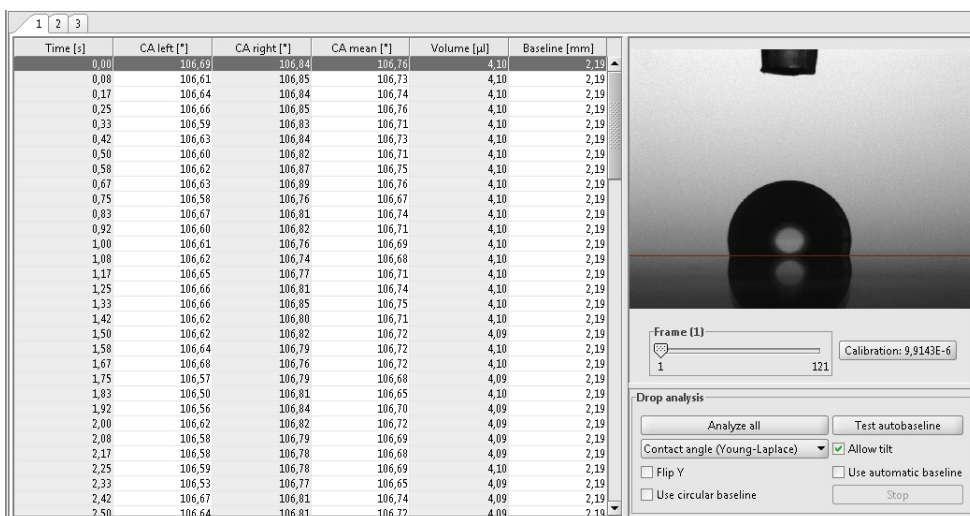 1 2 3
Time [s] CA left [°] CA right [°] CA mean [°] Volume [µl] Baseline [mm]
0,00 106,69 106,84 106,76 4,10 2,19
0,08 106,61 106,85 106,73 4,10 2,19
0,17 106,64 106,84 106,74 4,10 2,19
0,25 106,66 106,85 106,76 4,10 2,19
0,33 106,59 106,83 106,71 4,10 2,19
0,42 106,63 106,84 106,73 4,10 2,19
0,50 106,60 106,82 106,71 4,10 2,19
0,58 106,62 106,87 106,75 4,10 2,19
0,67 106,63 106,89 106,76 4,10 2,19
0,75 106,58 106,76 106,67 4,10 2,19
0,83 106,67 106,81 106,74 4,10 2,19
0,92 106,60 106,82 106,71 4,10 2,19
1,00 106,61 106,76 106,69 4,10 2,19
1,08 106,62 106,74 106,68 4,10 2,19
1,17 106,65 106,77 106,71 4,10 2,19
1,25 106,66 106,81 106,74 4,10 2,19
1,33 106,66 106,85 106,75 4,10 2,19
1,42 106,62 106,80 106,71 4,10 2,19
1,50 106,62 106,82 106,72 4,09 2,19
1,58 106,64 106,79 106,72 4,10 2,19
1,67 106,68 106,76 106,72 4,10 2,19
1,75 106,57 106,79 106,68 4,09 2,19
1,83 106,50 106,81 106,65 4,10 2,19
1,92 106,56 106,84 106,70 4,09 2,19
2,00 106,62 106,82 106,72 4,09 2,19
2,08 106,58 106,79 106,69 4,09 2,19
2,17 106,58 106,78 106,68 4,09 2,19
2,25 106,59 106,78 106,69 4,10 2,19
2,33 106,53 106,77 106,65 4,09 2,19
2,42 106,67 106,81 106,74 4,09 2,19
2,50 106,64 106,81 106,72 4,09 2,19
Frame (1)
1 121
Calibration: 9,9143E-6
Drop analysis
Analyze all Test autobaseline
Contact angle (Young-Laplace) Allow tilt
Flip Y Use automatic baseline
Use circular baseline Stop